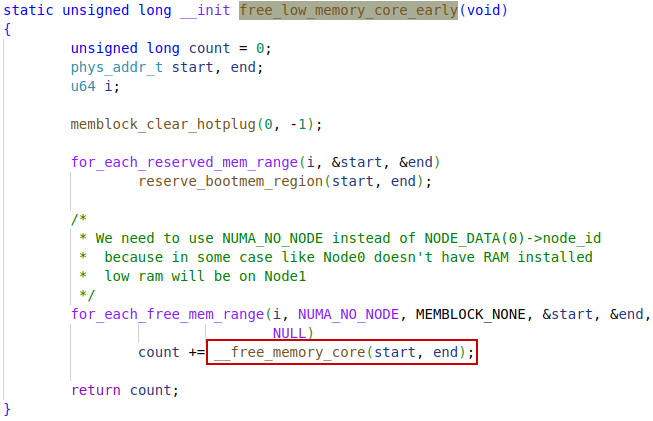 static unsigned long __init free_low_memory_core_early(void)
{
unsigned long count = 0;
phys_addr_t start, end;
u64 i;
memblock_clear_hotplug(0, -1);
for_each_reserved_mem_range(i, &start, &end)
reserve_bootmem_region(start, end);
/*
* We need to use NUMA_NO_NODE instead of NODE_DATA(0)->node_id
*  because in some case like Node0 doesn't have RAM installed
*  low ram will be on Node1
*/
for_each_free_mem_range(i, NUMA_NO_NODE, MEMBLOCK_NONE, &start, &end,
NULL)
count += __free_memory_core(start, end);
return count;
}